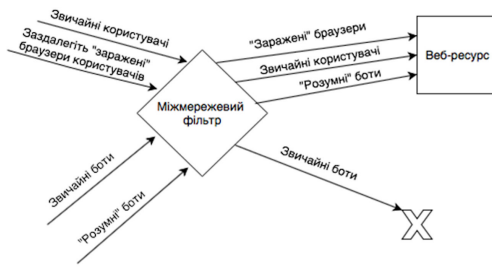 Звичайні користувачі
Заздалегіть "заражені"
браузери користувачів
"Заражені" браузери
Звичайні користувачі
"Розумні" боти
Веб-ресурс
Міжмережевий
фільтр
Звичайні боти
"Розумні" боти
Звичайні боти
X